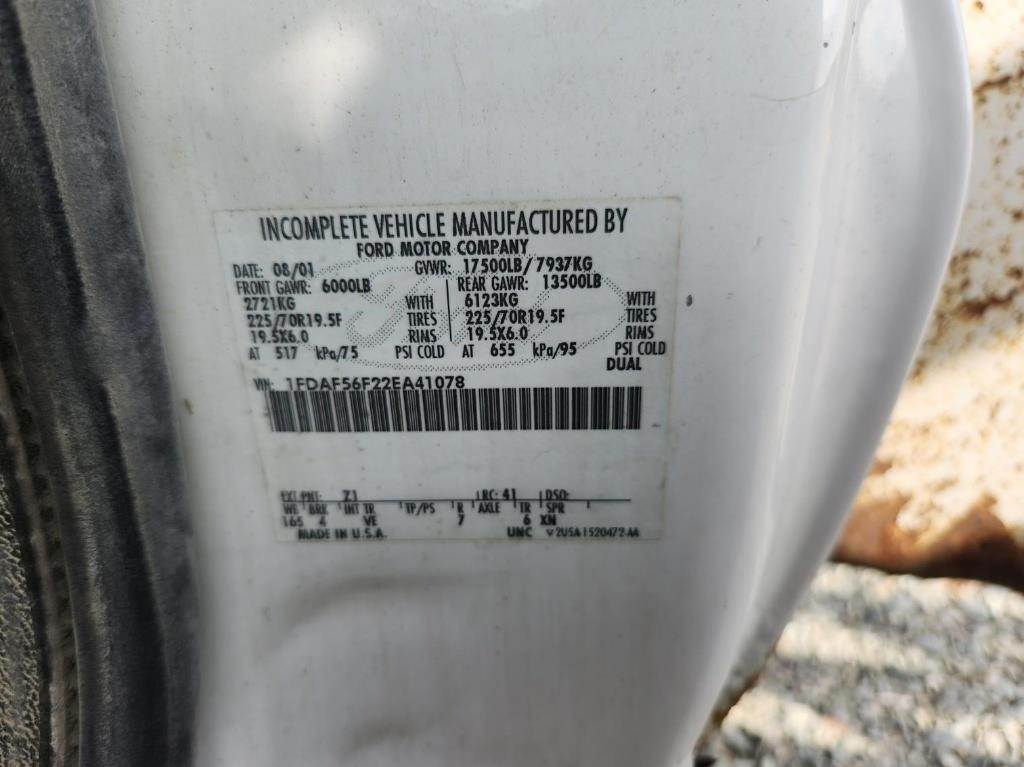 INCOMPLETE VEHICLE MANUFACTURED BY
FORD MOTOR COMPANY
DATE: 08/01 GVWR: 17500LB/ 7937KG
FRONT GAWR: 6000LB REAR GAWR: 13500LB
2721KG WITH 6123KG WITH
225/70R19.5F TIRES 225/70R19.5F TIRES
19.5X6.0 RIMS 19.5X6.0 RIMS
AT 517 kPa/75 PSI COLD AT 655 kPa/95 PSI COLD
DUAL
VIN: 1FDAF56F22EA41078
EXT PNT: Z1 RC: 41 DSO:
WB BRK INT TR TP/PS R AXLE TR SPR
165 4 VE 7 6 XN
MADE IN U.S.A. UNC 2U5A 1520472-AA